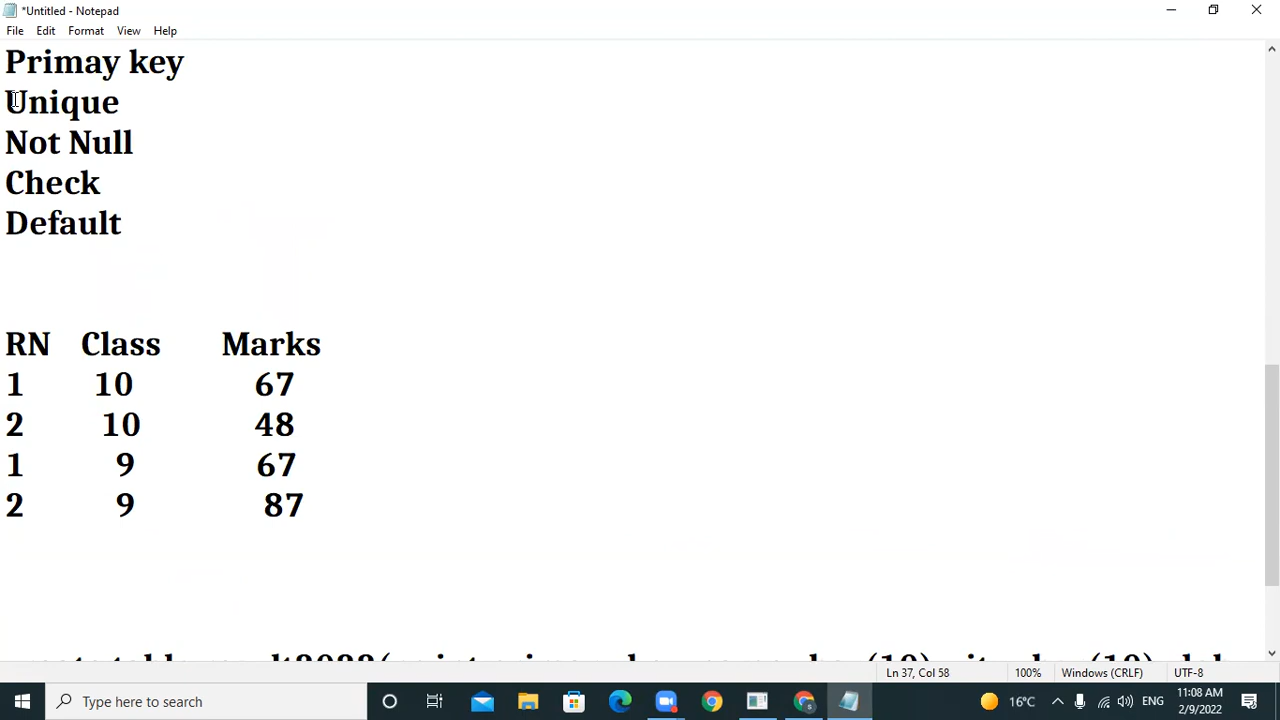 *Untitled - Notepad
File Edit Format View Help
Primay key
Unique
Not Null
Check
Default
RN Class Marks
1 10 67
2 10 48
1 9 67
2 9 87
Ln 37, Col 58 100% Windows (CRLF) UTF-8
Type here to search
16°C ENG 11:08 AM
2/9/2022